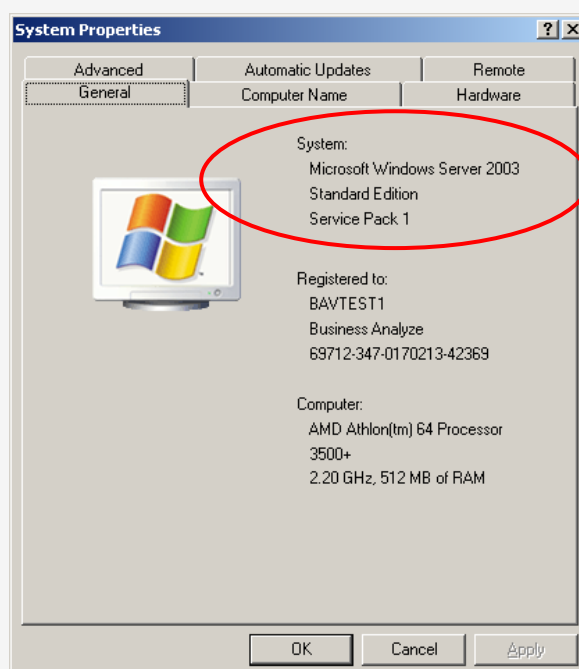 System Properties
Advanced
Automatic Updates
Remote
General
Computer Name
Hardware
System:
Microsoft Windows Server 2003
Standard Edition
Service Pack 1
Registered to:
BAVTEST1
Business Analyze
69712-347-0170213-42369
Computer:
AMD Athlon(tm) 64 Processor
3500+
2.20 GHz, 512 MB of RAM
OK
Cancel
Apply